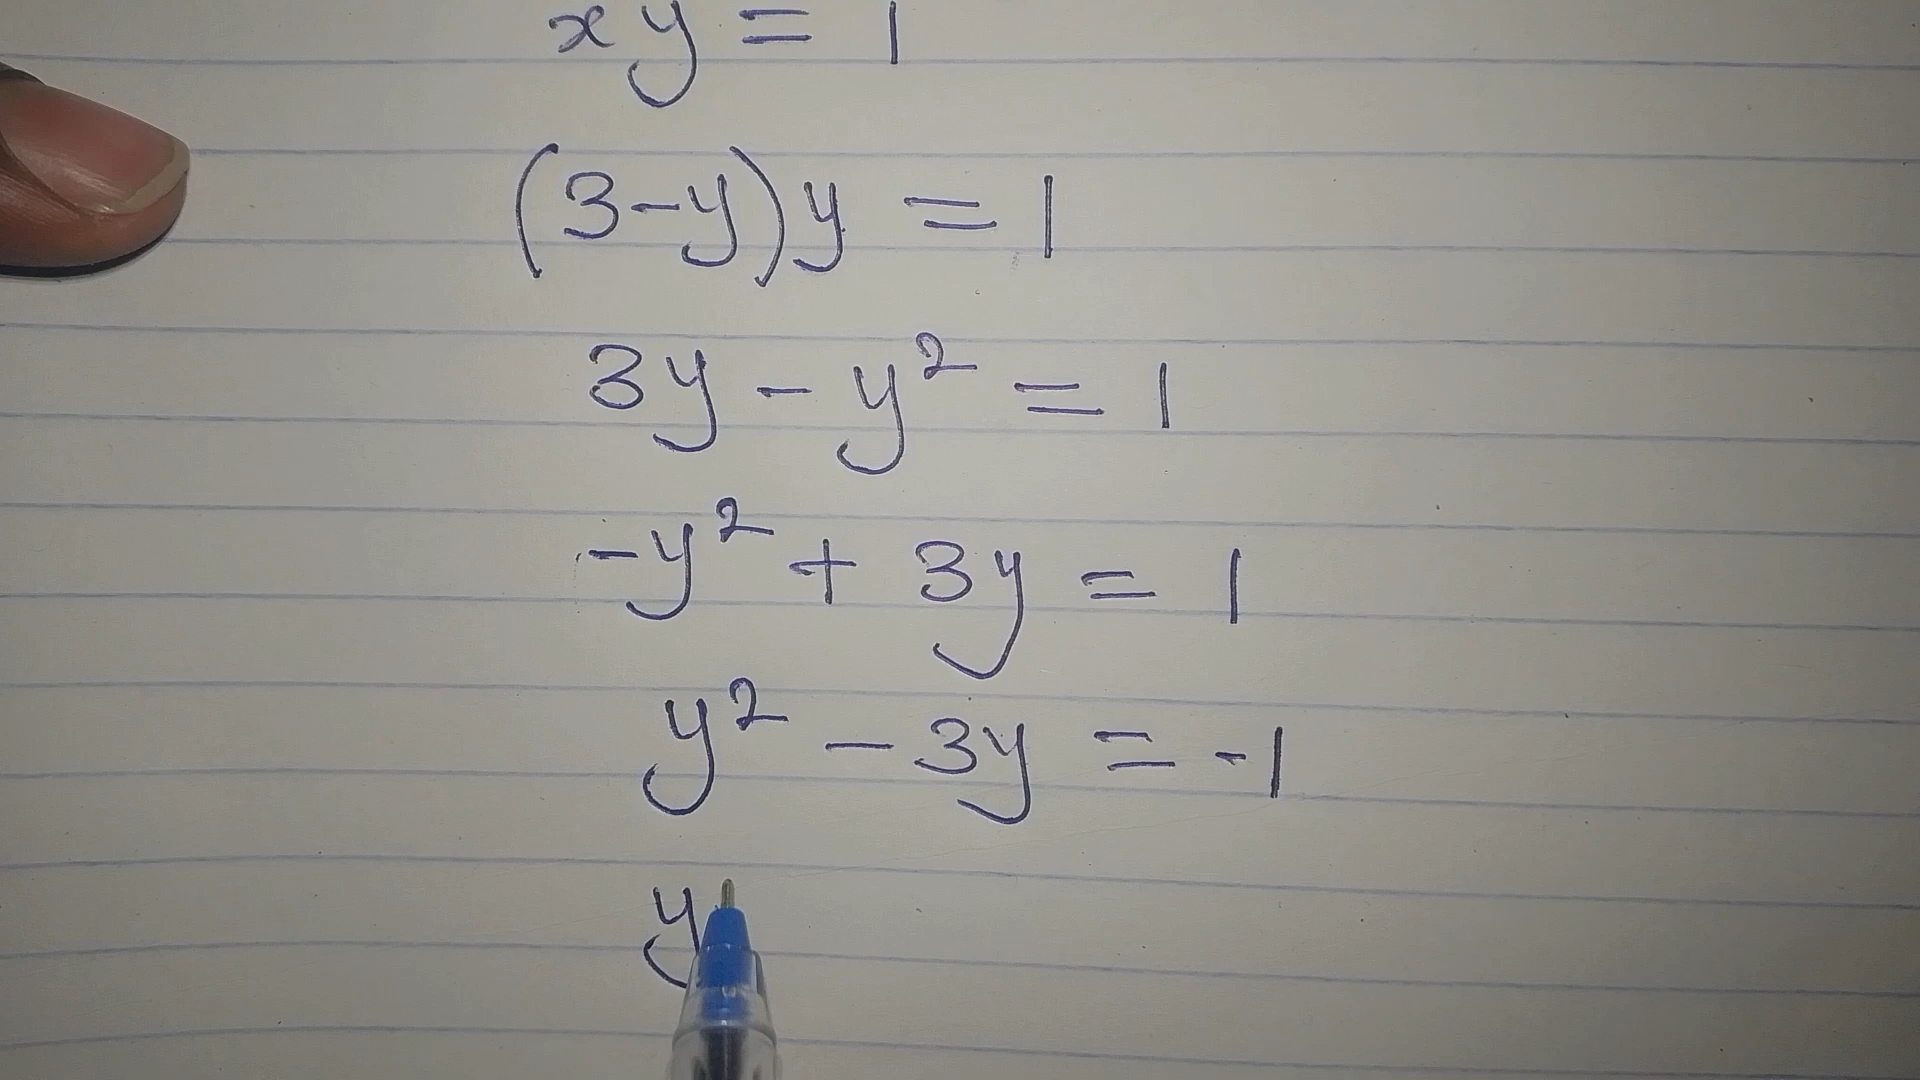 xy = 1
(3-y)y = 1
3y - y² = 1
-y² + 3y = 1
y² - 3y = -1
y